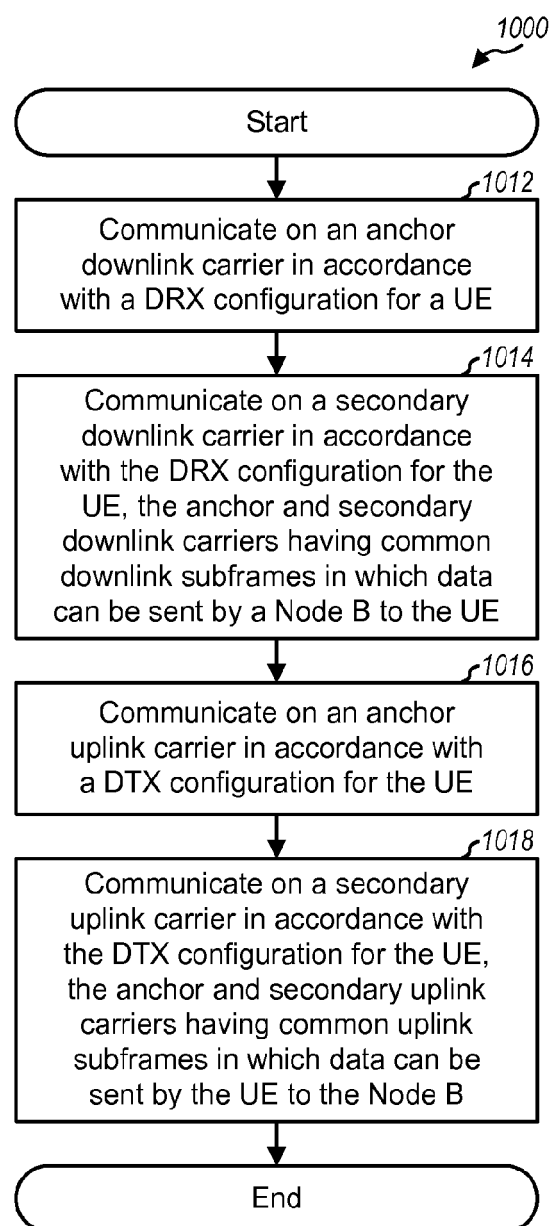 1000
Start
1012
Communicate on an anchor
downlink carrier in accordance
with a DRX configuration for a UE
1014
Communicate on a secondary
downlink carrier in accordance
with the DRX configuration for the
UE, the anchor and secondary
downlink carriers having common
downlink subframes in which data
can be sent by a Node B to the UE
1016
Communicate on an anchor
uplink carrier in accordance with
a DTX configuration for the UE
1018
Communicate on a secondary
uplink carrier in accordance with
the DTX configuration for the UE,
the anchor and secondary uplink
carriers having common uplink
subframes in which data can be
sent by the UE to the Node B
End